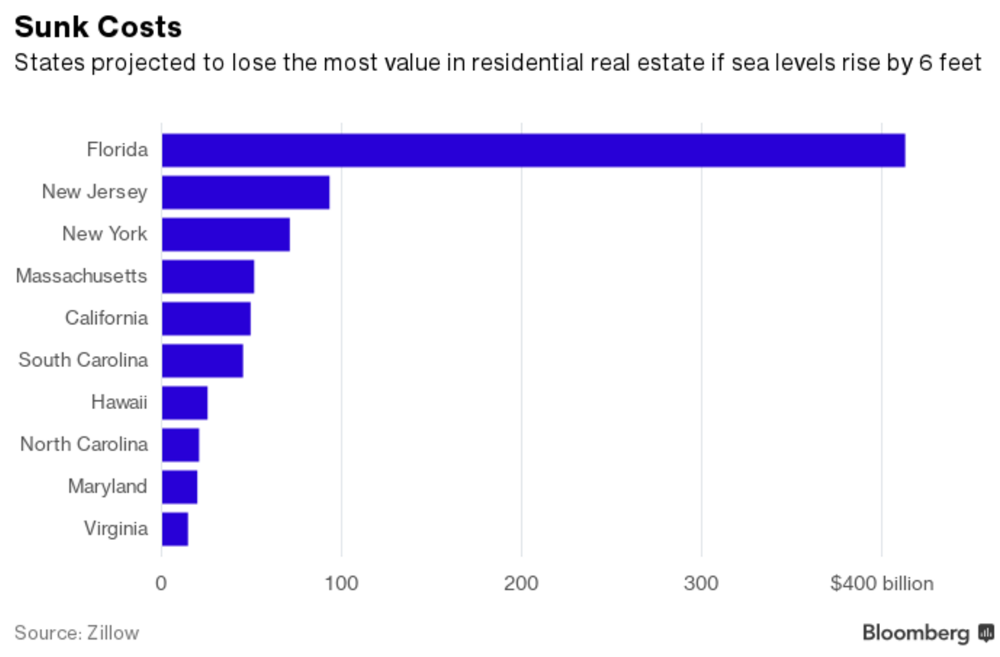 Sunk Costs
States projected to lose the most value in residential real estate if sea levels rise by 6 feet
Florida
New Jersey
New York
Massachusetts
California
South Carolina
Hawaii
North Carolina
Maryland
Virginia
0 100 200 300 $400 billion
Source: Zillow
Bloomberg